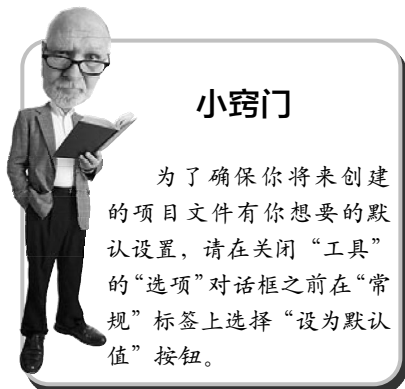 小窍门
为了确保你将来创建
的项目文件有你想要的默
认设置，请在关闭“工具”
的“选项”对话框之前在“常
规”标签上选择“设为默认
值”按钮。